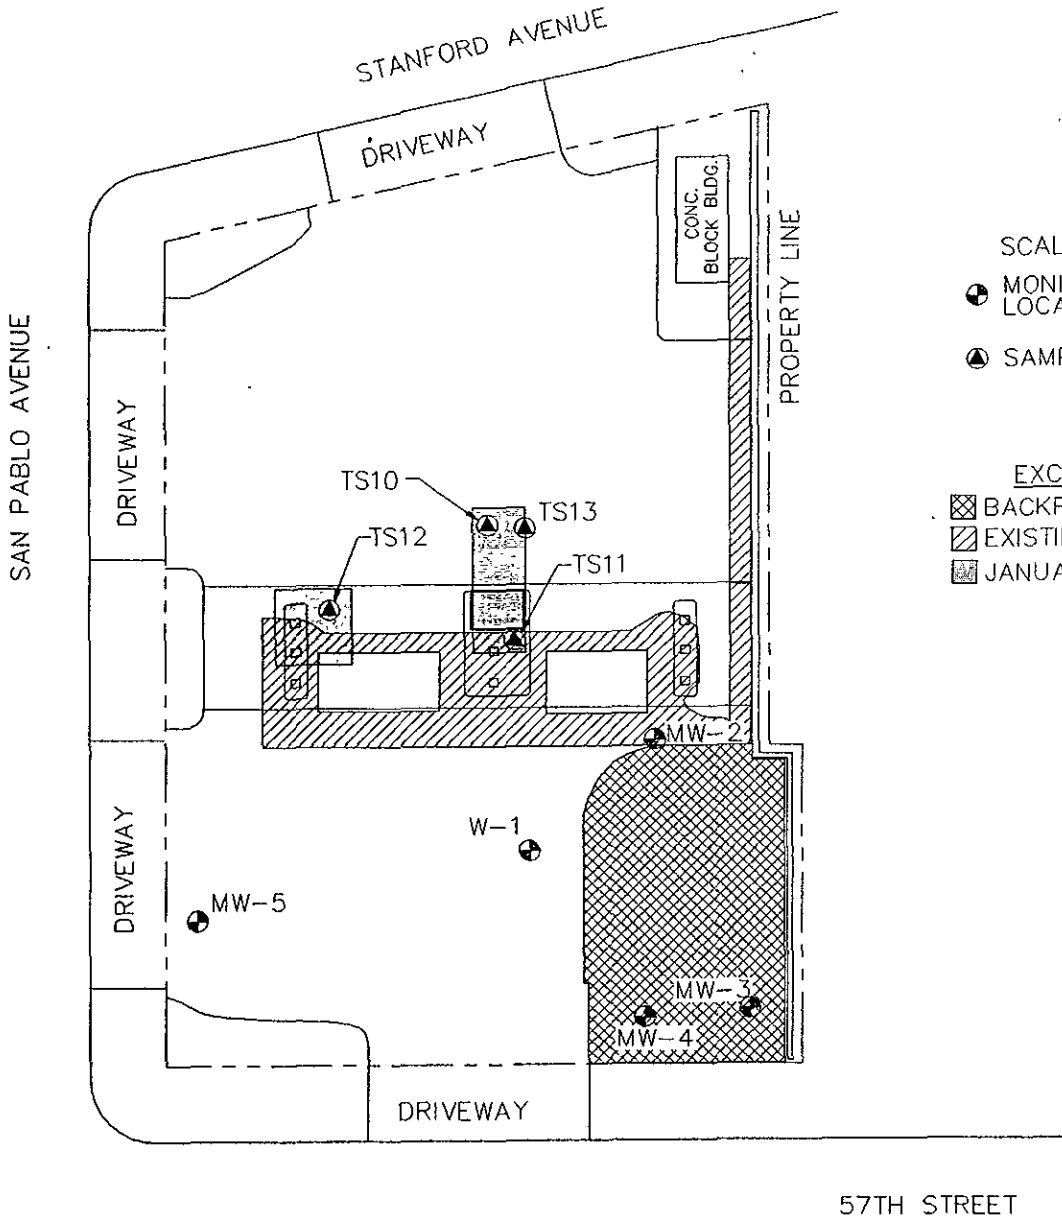 STANFORD AVENUE
DRIVEWAY
CONC.
BLOCK BLDG.
PROPERTY LINE
SAN PABLO AVENUE
DRIVEWAY
SCAL
MONI
LOCA
SAMP
EXC
BACKF
EXISTI
JANUA
TS10
TS13
TS12
TS11
MW-2
W-1
MW-5
DRIVEWAY
MW-3
MW-4
DRIVEWAY
57TH STREET